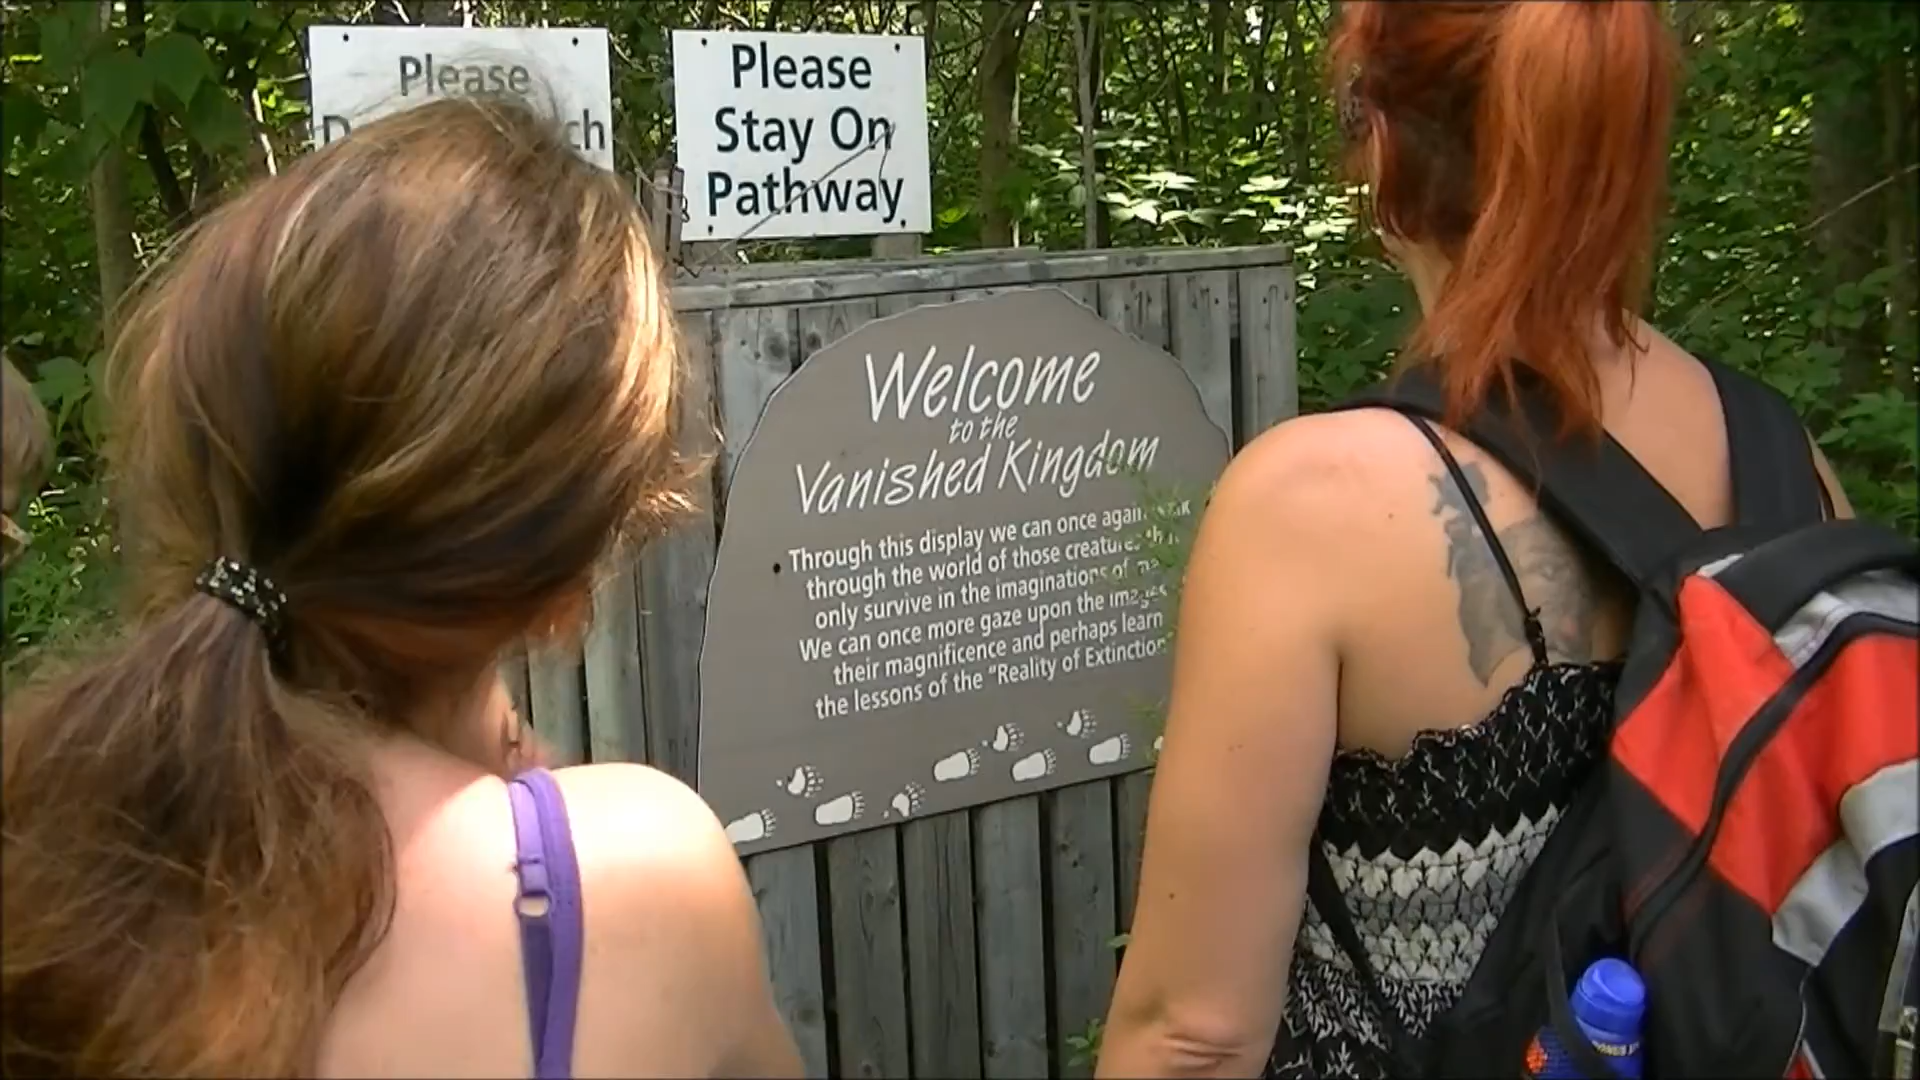 Please
Please
Stay On
Pathway
Welcome
to the
Vanished Kingdom
Through this display we can once again
through the world of those creatures
only survive in the imaginations of
We can once more gaze upon the images
their magnificence and perhaps learn
the lessons of the "Reality of Extinction"